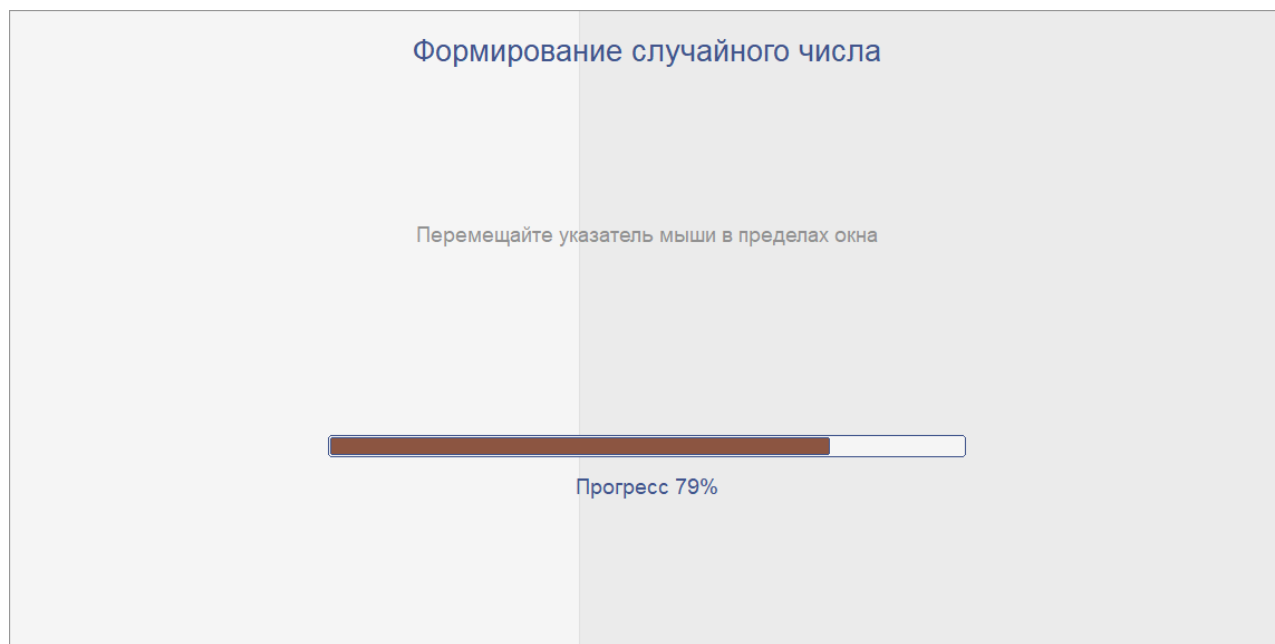 Формирование случайного числа
Перемещайте указатель мыши в пределах окна
Прогресс 79%